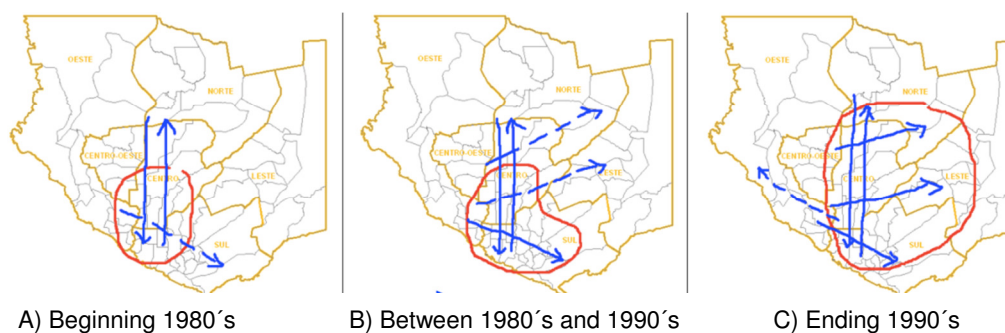 OESTE
NORTE
CENTRO-OESTE
CENTRO
LESTE
SUL
OESTE
NORTE
CENTRO-OESTE
CENTRO
LESTE
SUL
OESTE
NORTE
CENTRO-OESTE
CENTRO
LESTE
SUL
A) Beginning 1980´s
B) Between 1980´s and 1990´s
C) Ending 1990´s